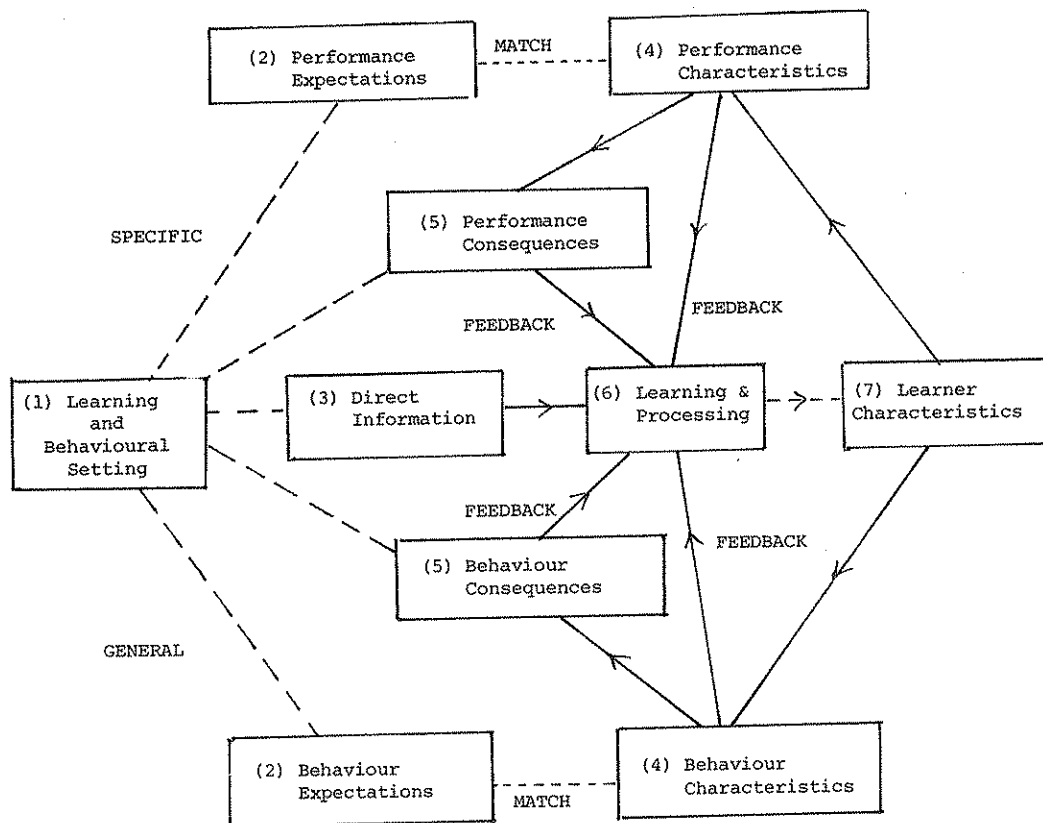 (2) Performance
Expectations
MATCH
(4) Performance
Characteristics
SPECIFIC
(5) Performance
Consequences
FEEDBACK
FEEDBACK
(1) Learning
and
Behavioural
Setting
(3) Direct
Information
(6) Learning &
Processing
(7) Learner
Characteristics
FEEDBACK
FEEDBACK
(5) Behaviour
Consequences
GENERAL
(2) Behaviour
Expectations
MATCH
(4) Behaviour
Characteristics